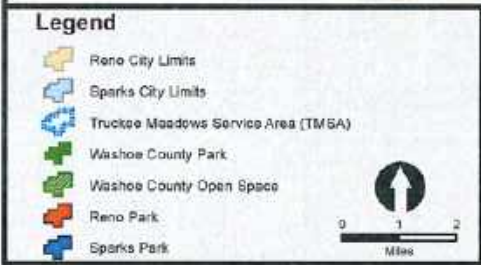 Legend
Reno City Limits
Sparks City Limits
Truckee Meadows Service Area (TMSA)
Washoe County Park
Washoe County Open Space
Reno Park
Sparks Park
0 1 2
Miles